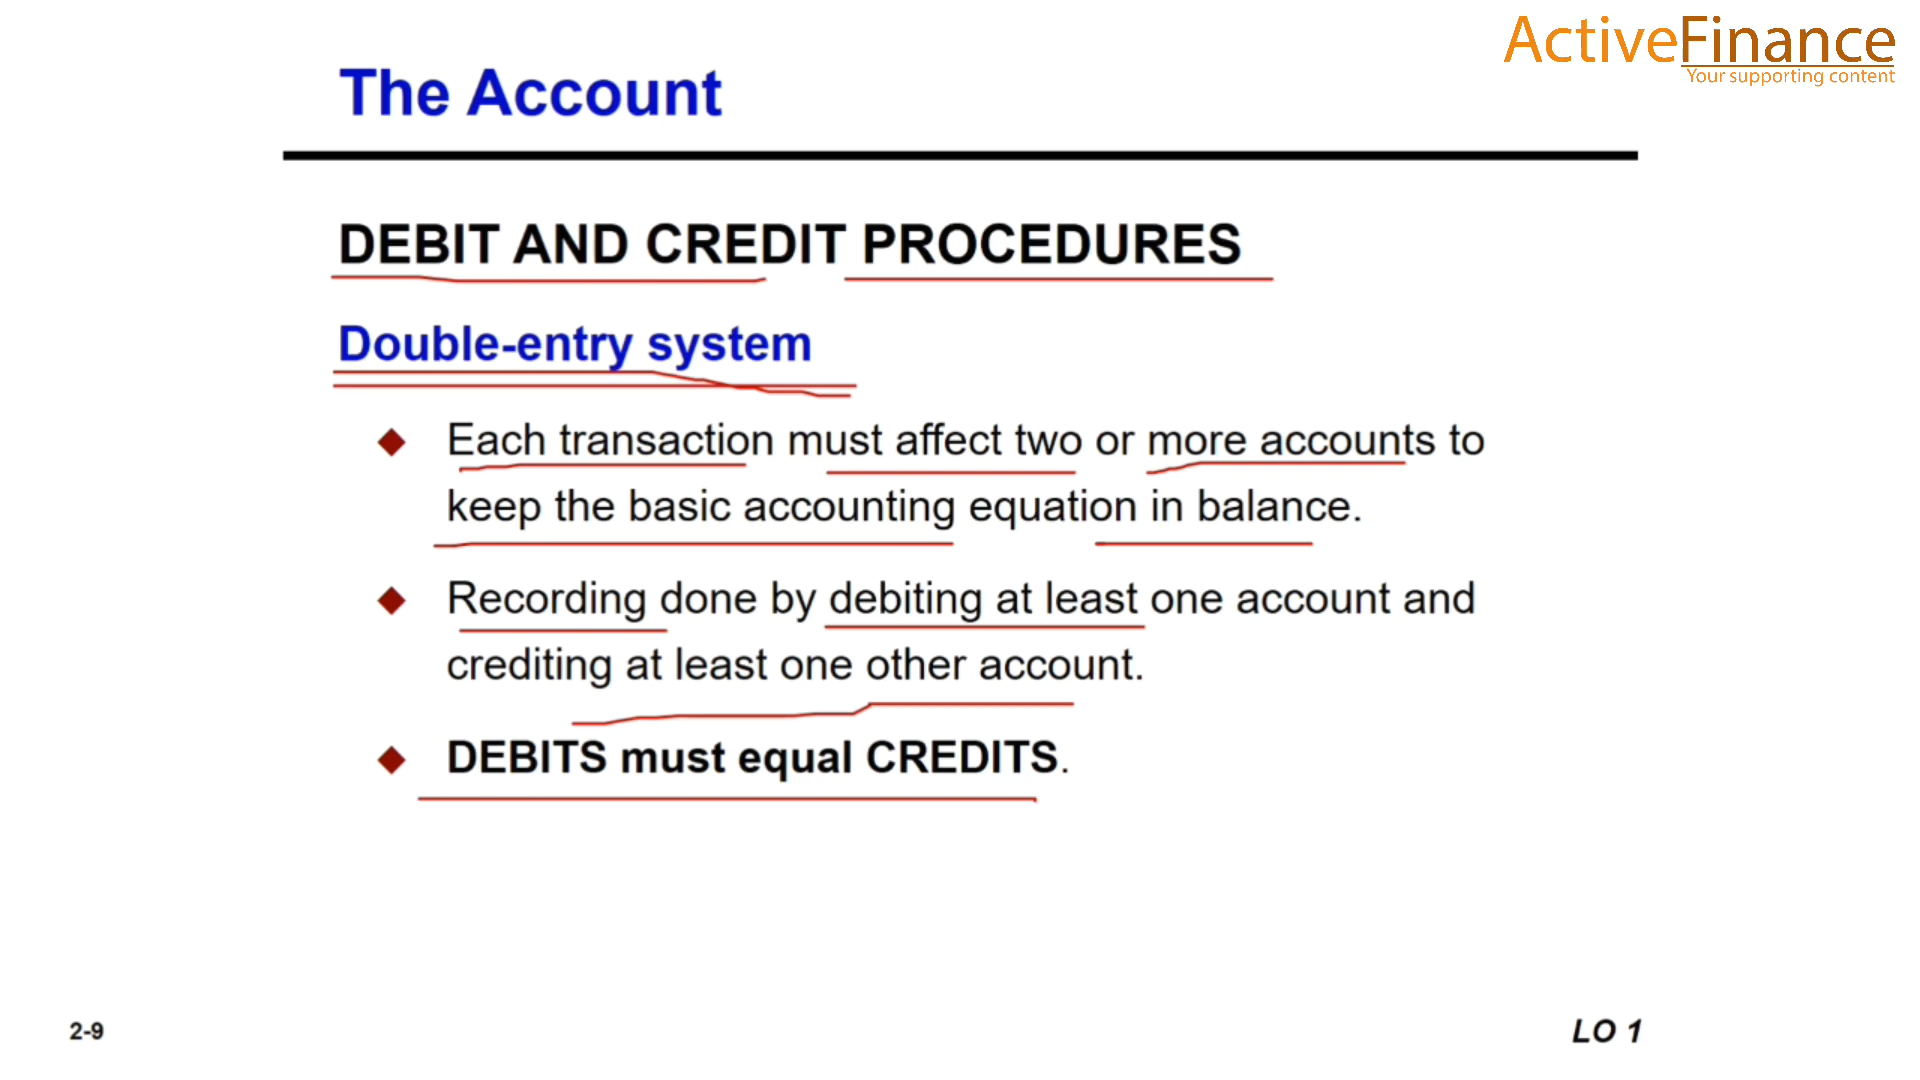 ActiveFinance
Your supporting content
The Account
DEBIT AND CREDIT PROCEDURES
Double-entry system
Each transaction must affect two or more accounts to
keep the basic accounting equation in balance.
Recording done by debiting at least one account and
crediting at least one other account.
DEBITS must equal CREDITS.
2-9
LO 1